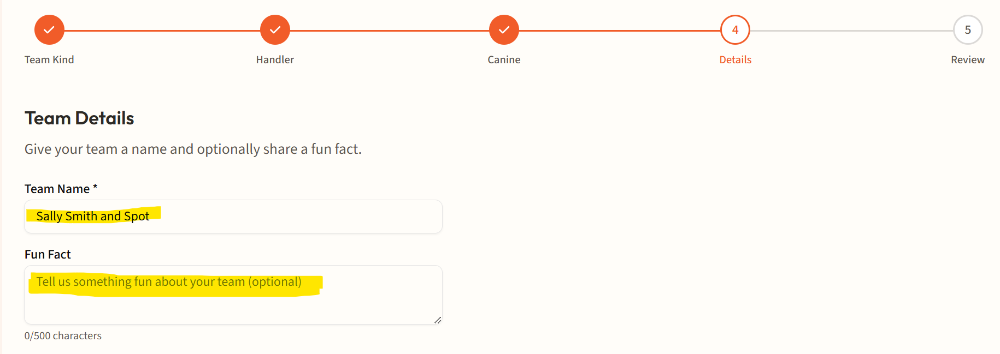 4
5
Team Kind
Handler
Canine
Details
Review
Team Details
Give your team a name and optionally share a fun fact.
Team Name *
Sally Smith and Spot
Fun Fact
Tell us something fun about your team (optional)
0/500 characters